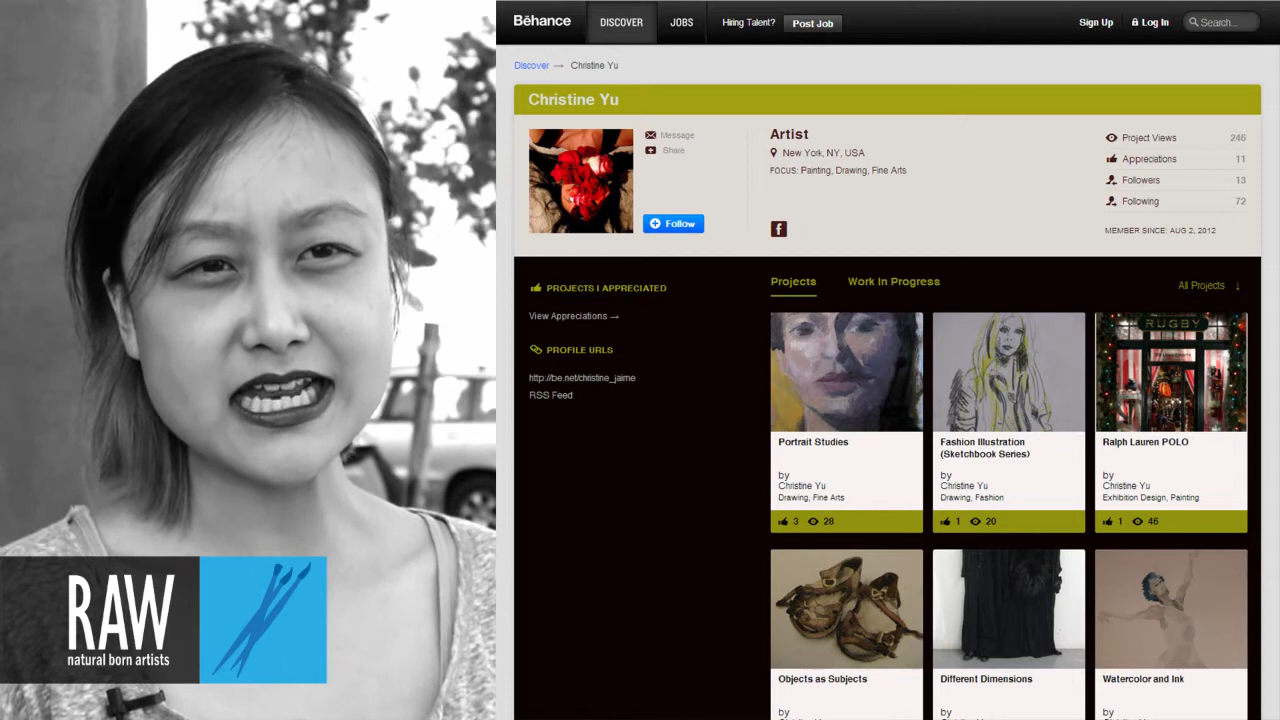 RAW
natural born artists
Bēhance
DISCOVER
JOBS
Hiring Talent?
Post Job
Sign Up
Log In
Search...
Discover → Christine Yu
Christine Yu
Message
Share
Follow
Artist
New York, NY, USA
FOCUS: Painting, Drawing, Fine Arts
f
Project Views 246
Appreciations 11
Followers 13
Following 72
MEMBER SINCE: AUG 2, 2012
PROJECTS I APPRECIATED
View Appreciations →
PROFILE URLS
http://be.net/christine_jaime
RSS Feed
Projects
Work In Progress
All Projects ↓
Portrait Studies
by
Christine Yu
Drawing, Fine Arts
3 28
Fashion Illustration
(Sketchbook Series)
by
Christine Yu
Drawing, Fashion
1 20
RUGBY
Ralph Lauren POLO
by
Christine Yu
Exhibition Design, Painting
1 46
Objects as Subjects
by
Different Dimensions
by
Watercolor and Ink
by